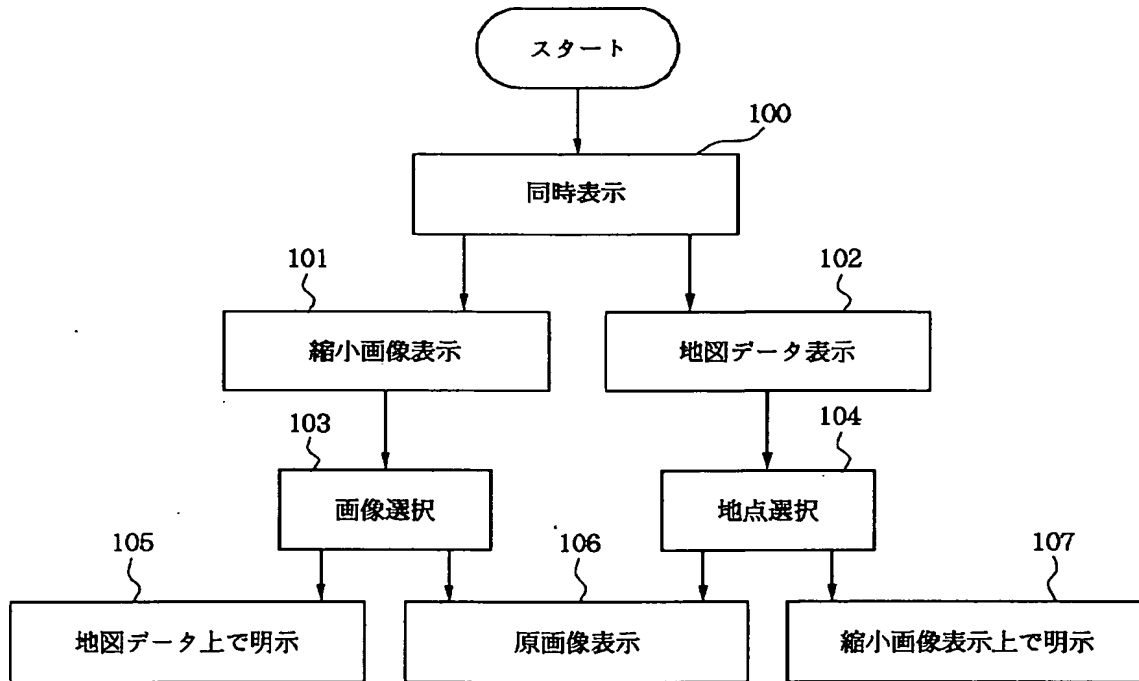 スタート
100
同時表示
101
102
縮小画像表示
地図データ表示
103
104
画像選択
地点選択
105
106
107
地図データ上で明示
原画像表示
縮小画像表示上で明示